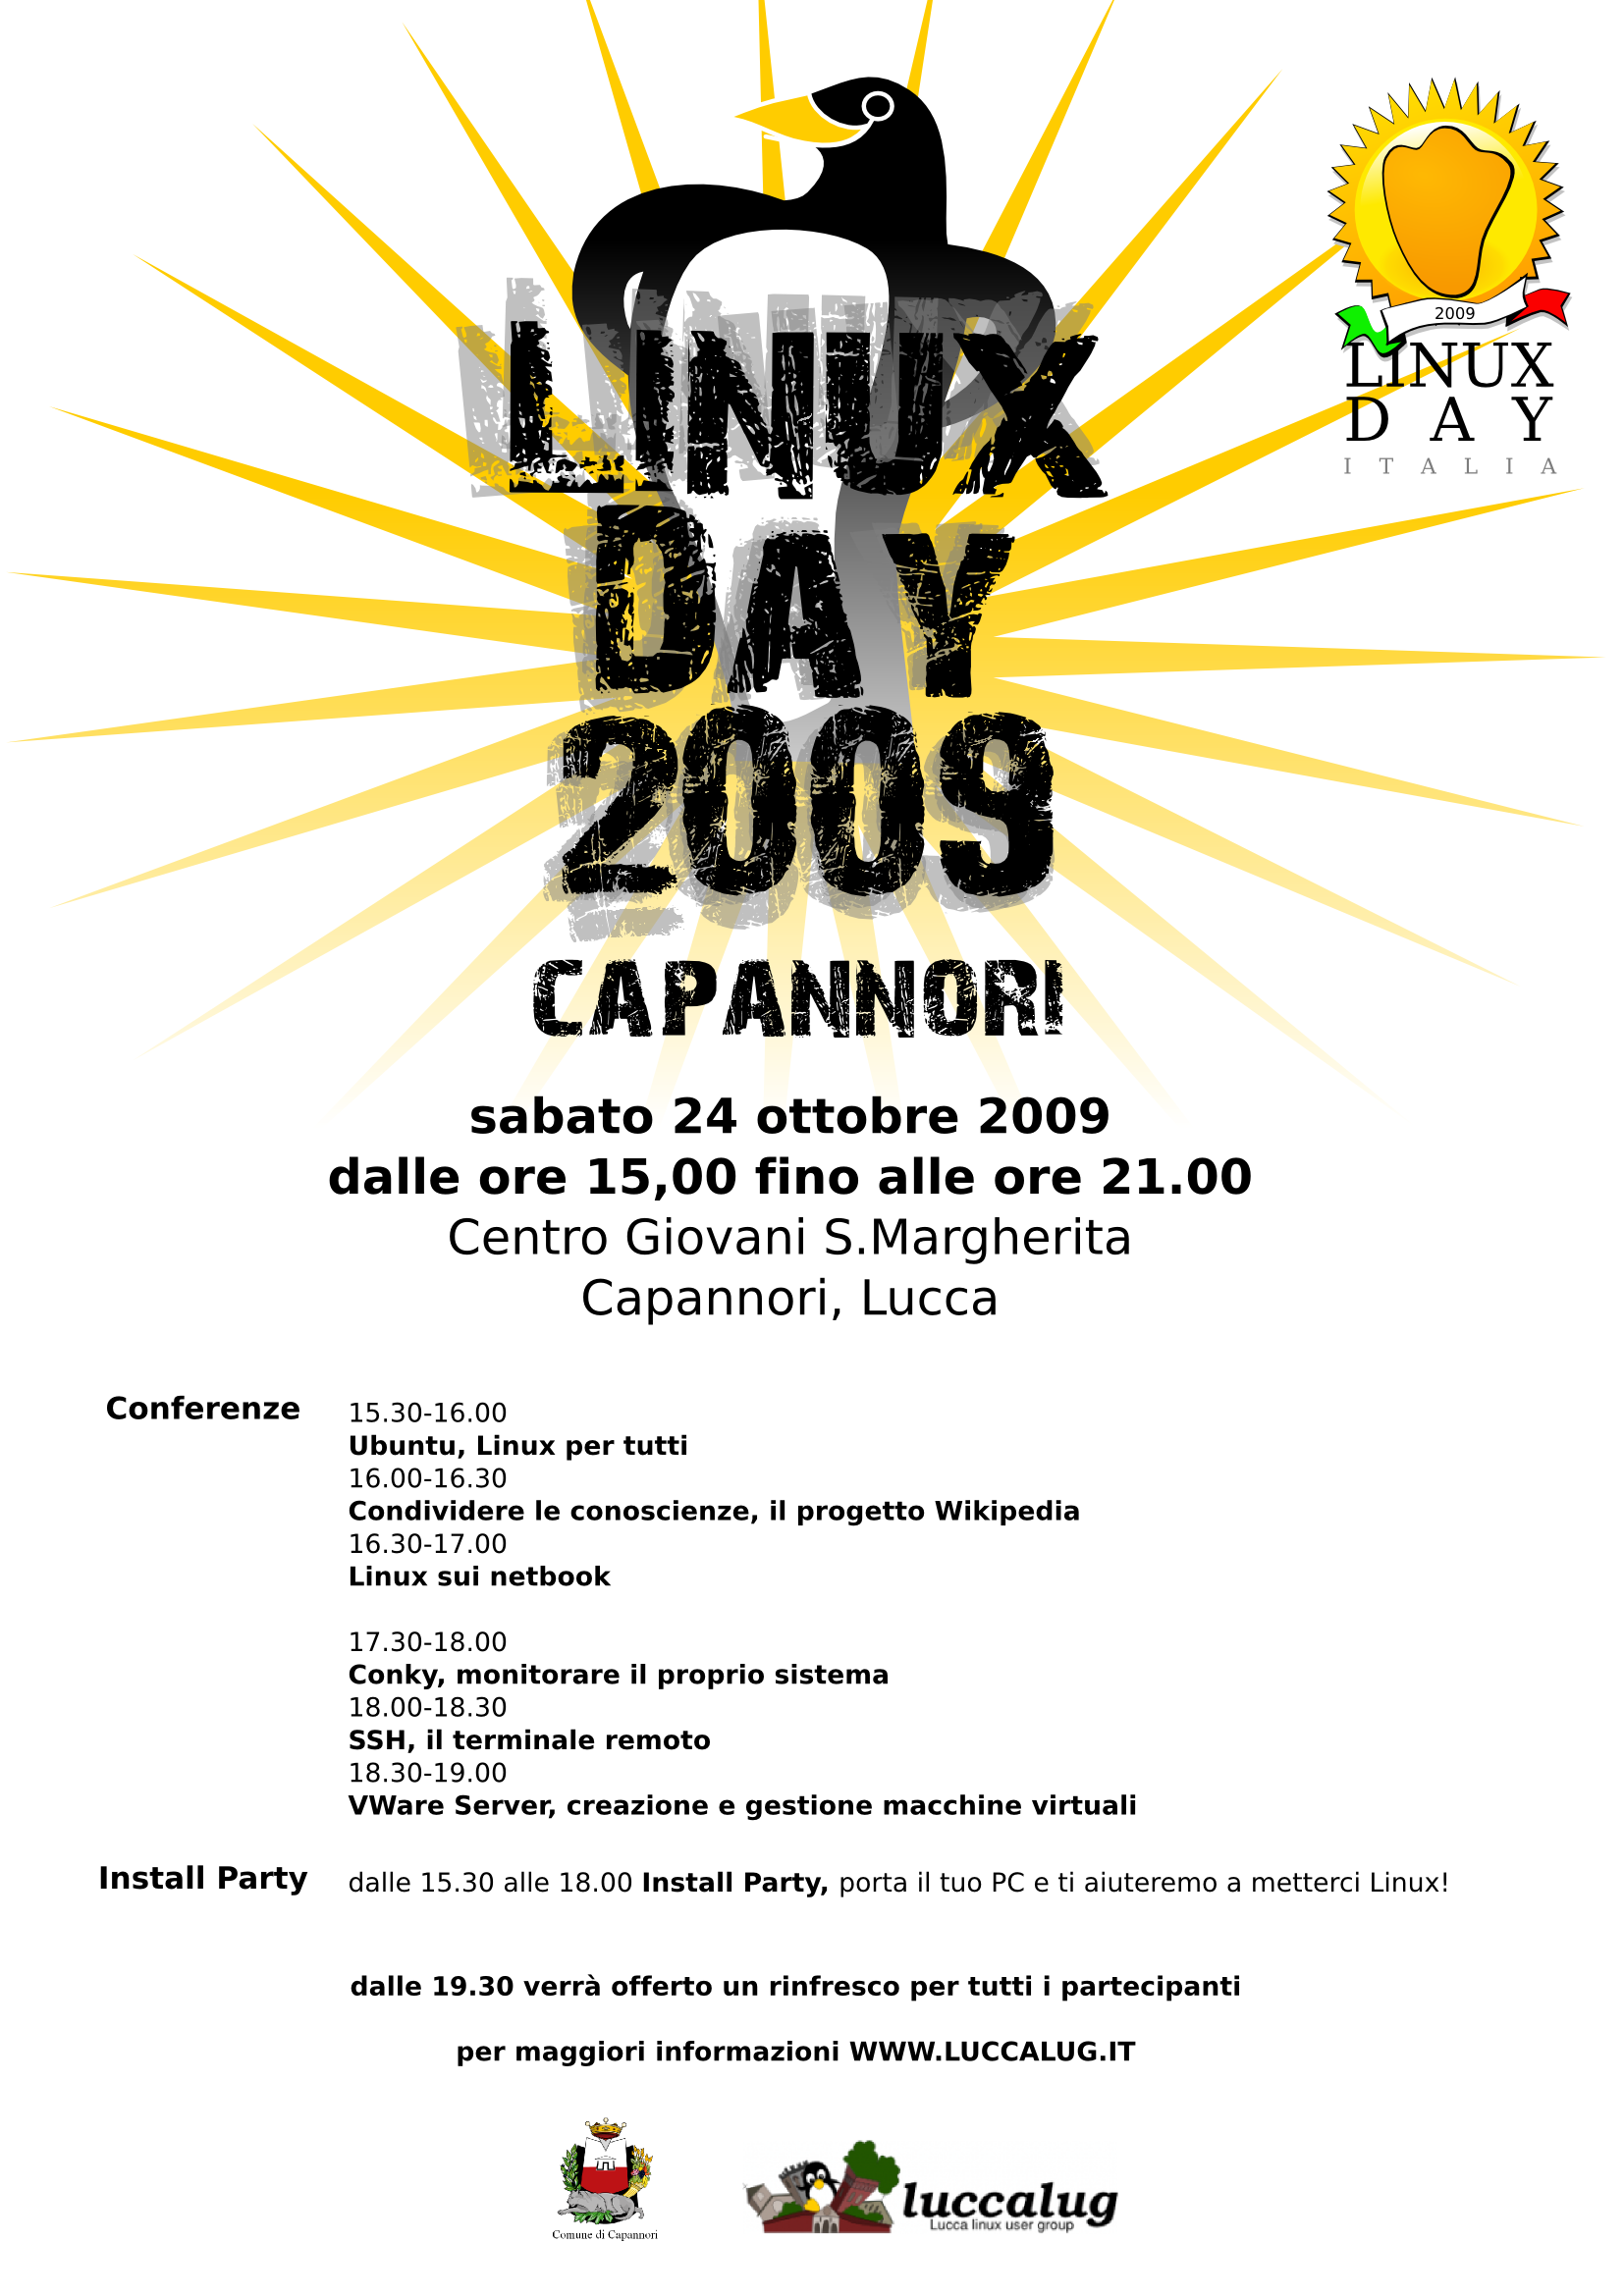 LINUX
DAY
2009
CAPANNORI
2009
LINUX
DAY
ITALIA
sabato 24 ottobre 2009
dalle ore 15,00 fino alle ore 21.00
Centro Giovani S.Margherita
Capannori, Lucca
Conferenze
15.30-16.00
Ubuntu, Linux per tutti
16.00-16.30
Condividere le conoscienze, il progetto Wikipedia
16.30-17.00
Linux sui netbook
17.30-18.00
Conky, monitorare il proprio sistema
18.00-18.30
SSH, il terminale remoto
18.30-19.00
VWare Server, creazione e gestione macchine virtuali
Install Party
dalle 15.30 alle 18.00 Install Party, porta il tuo PC e ti aiuteremo a metterci Linux!
dalle 19.30 verrà offerto un rinfresco per tutti i partecipanti
per maggiori informazioni WWW.LUCCALUG.IT
Comune di Capannori
luccalug
Lucca linux user group